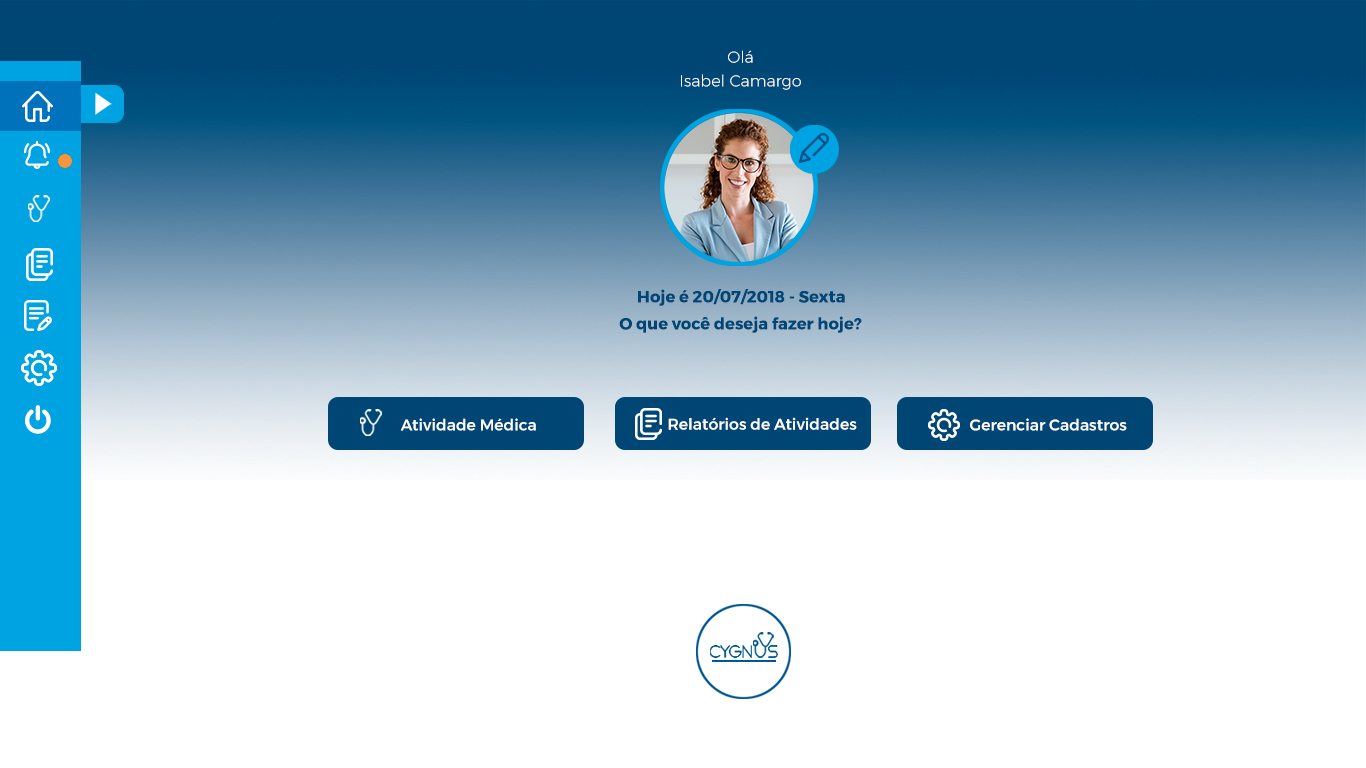 Olá
Isabel Camargo
Hoje é 20/07/2018 - Sexta
O que você deseja fazer hoje?
Atividade Médica
Relatórios de Atividades
Gerenciar Cadastros
CYGNUS